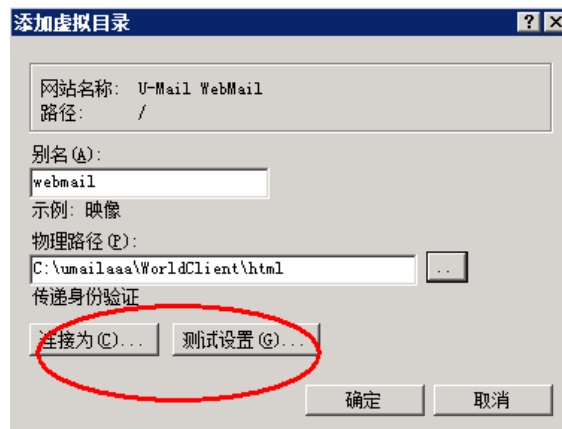 添加虚拟目录
网站名称: U-Mail WebMail
路径: /
别名(A):
webmail
示例: 映像
物理路径(P):
C:\umailaaa\WorldClient\html
..
传递身份验证
连接为(C)... 测试设置(G)...
确定 取消